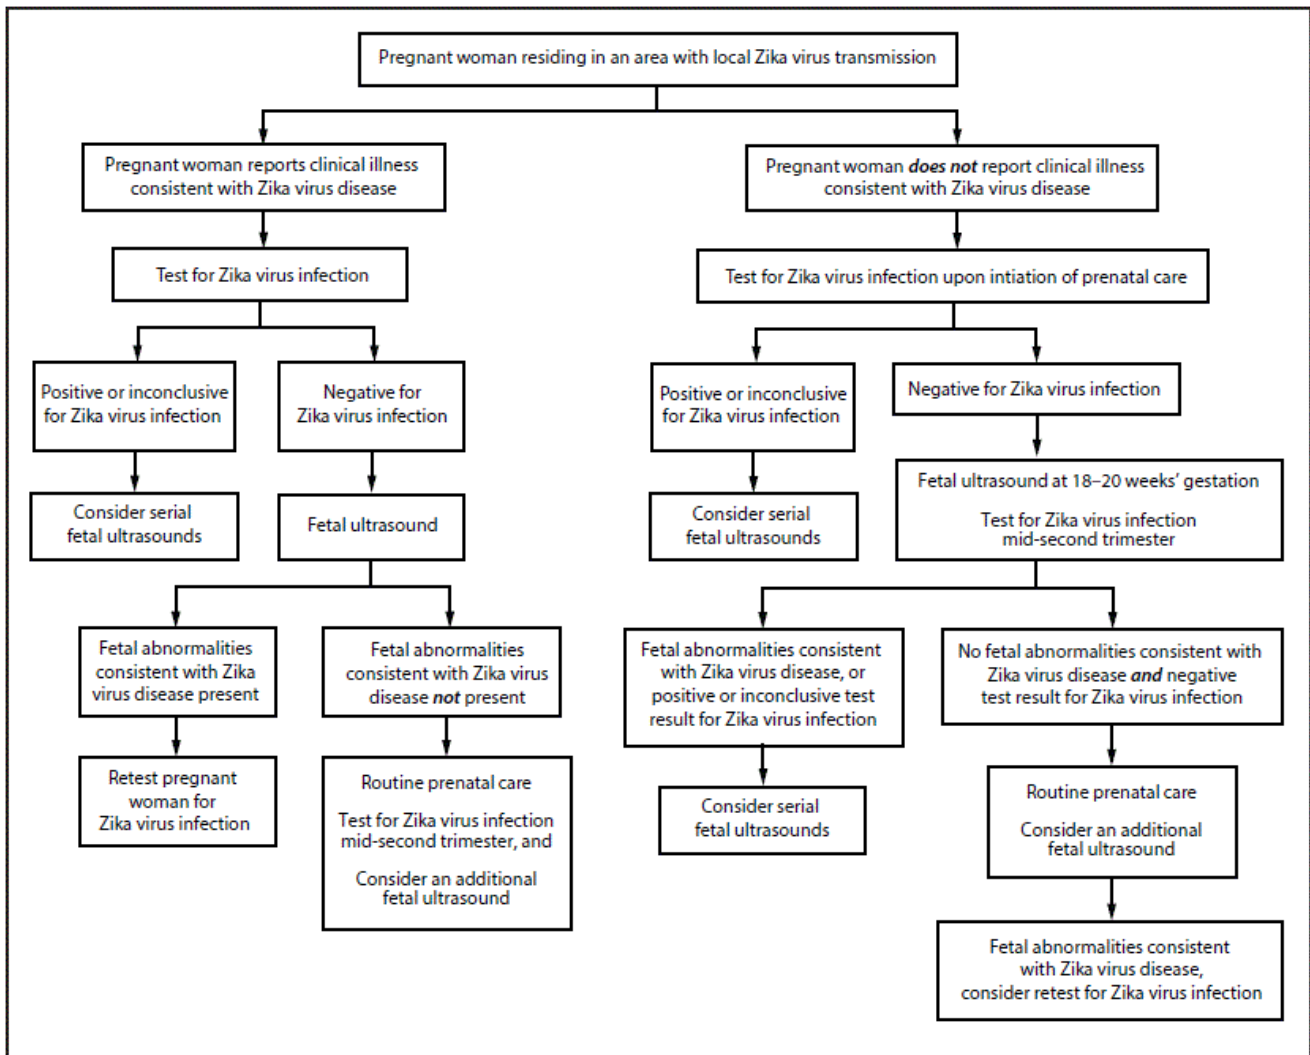 Pregnant woman residing in an area with local Zika virus transmission
Pregnant woman reports clinical illness
consistent with Zika virus disease
Pregnant woman does not report clinical illness
consistent with Zika virus disease
Test for Zika virus infection
Test for Zika virus infection upon intiation of prenatal care
Positive or inconclusive
for Zika virus infection
Negative for
Zika virus infection
Positive or inconclusive
for Zika virus infection
Negative for Zika virus infection
Consider serial
fetal ultrasounds
Fetal ultrasound
Consider serial
fetal ultrasounds
Fetal ultrasound at 18–20 weeks’ gestation
Test for Zika virus infection
mid-second trimester
Fetal abnormalities
consistent with Zika
virus disease present
Fetal abnormalities
consistent with Zika virus
disease not present
Fetal abnormalities consistent
with Zika virus disease, or
positive or inconclusive test
result for Zika virus infection
No fetal abnormalities consistent with
Zika virus disease and negative
test result for Zika virus infection
Retest pregnant
woman for
Zika virus infection
Routine prenatal care
Test for Zika virus infection
mid-second trimester, and
Consider an additional
fetal ultrasound
Consider serial
fetal ultrasounds
Routine prenatal care
Consider an additional
fetal ultrasound
Fetal abnormalities consistent
with Zika virus disease,
consider retest for Zika virus infection